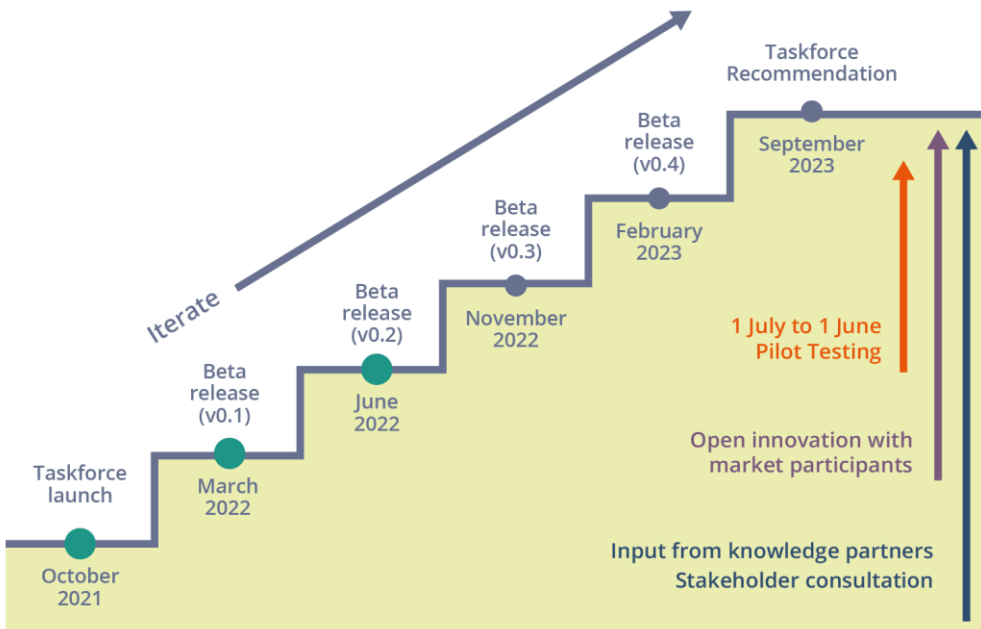 Taskforce
Recommendation
September
2023
Beta
release
(v0.4)
February
2023
Beta
release
(v0.3)
November
2022
Iterate
Beta
release
(v0.2)
June
2022
Beta
release
(v0.1)
March
2022
Taskforce
launch
October
2021
1 July to 1 June
Pilot Testing
Open innovation with
market participants
Input from knowledge partners
Stakeholder consultation